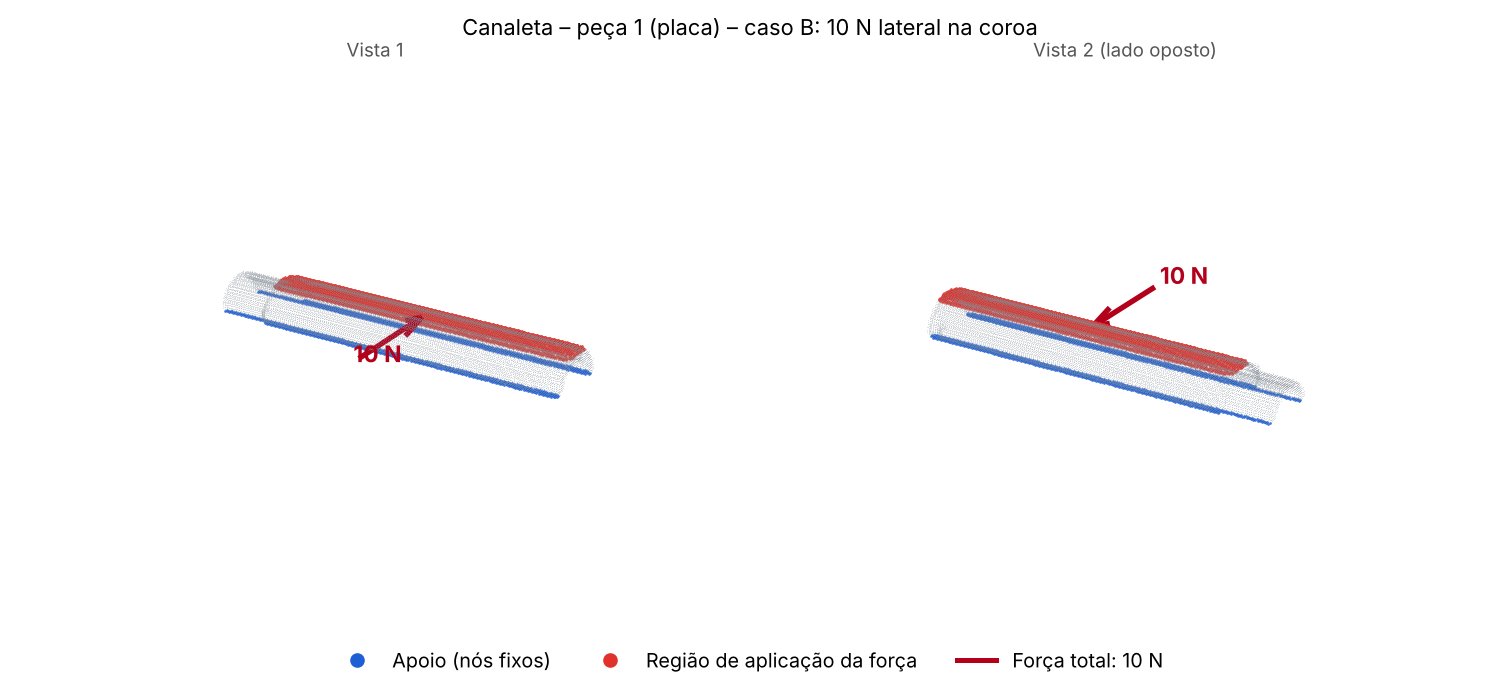 Canaleta – peça 1 (placa) – caso B: 10 N lateral na coroa
Vista 1
Vista 2 (lado oposto)
10 N
10 N
Apoio (nós fixos)
Região de aplicação da força
Força total: 10 N